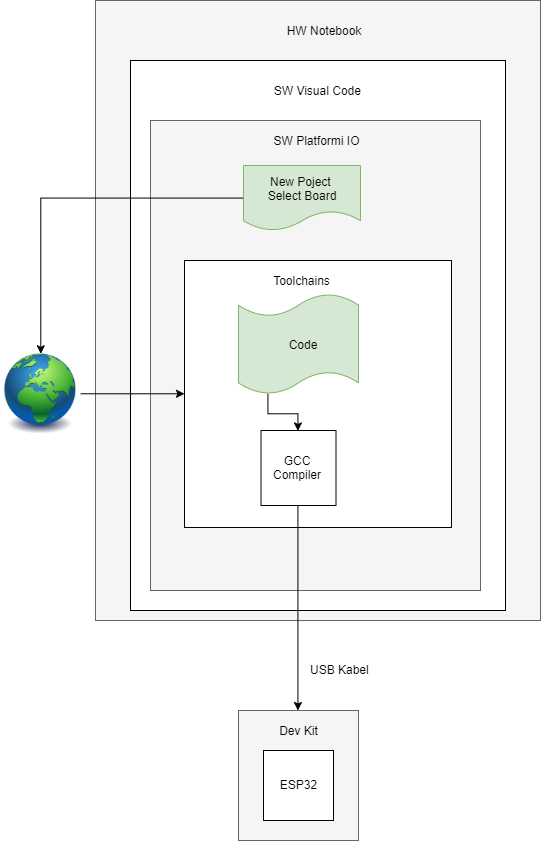 HW Notebook
SW Visual Code
SW Platformi IO
New Poject
Select Board
Toolchains
Code
GCC
Compiler
USB Kabel
Dev Kit
ESP32